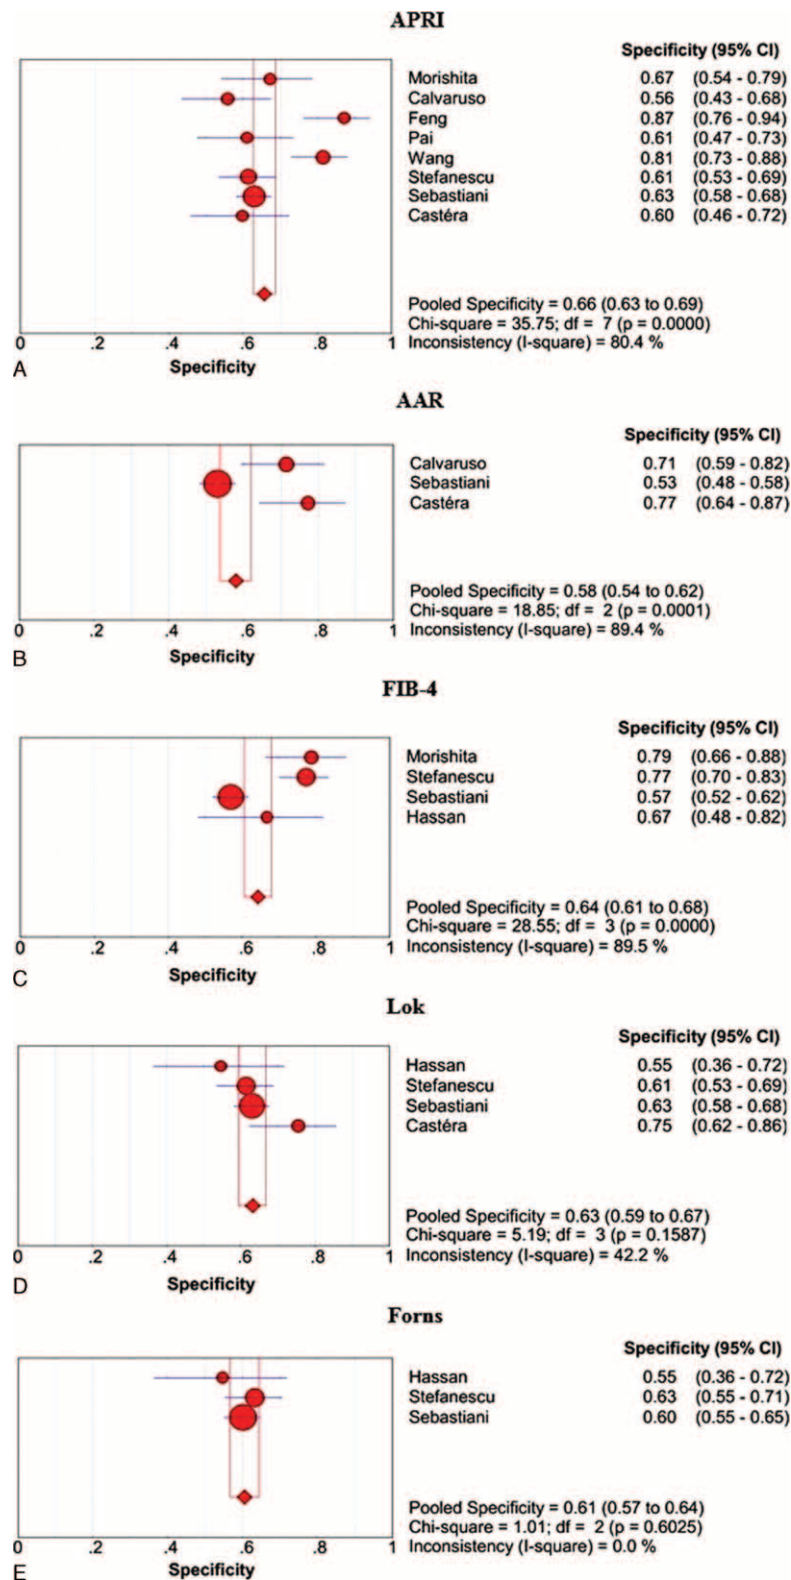 APRI
Specificity (95% CI)
Morishita 0.67 (0.54 - 0.79)
Calvaruso 0.56 (0.43 - 0.68)
Feng 0.87 (0.76 - 0.94)
Pai 0.61 (0.47 - 0.73)
Wang 0.81 (0.73 - 0.88)
Stefanescu 0.61 (0.53 - 0.69)
Sebastiani 0.63 (0.58 - 0.68)
Castéra 0.60 (0.46 - 0.72)
Pooled Specificity = 0.66 (0.63 to 0.69)
Chi-square = 35.75; df = 7 (p = 0.0000)
Inconsistency (I-square) = 80.4 %
0 .2 .4 .6 .8 1
Specificity
A
AAR
Specificity (95% CI)
Calvaruso 0.71 (0.59 - 0.82)
Sebastiani 0.53 (0.48 - 0.58)
Castéra 0.77 (0.64 - 0.87)
Pooled Specificity = 0.58 (0.54 to 0.62)
Chi-square = 18.85; df = 2 (p = 0.0001)
Inconsistency (I-square) = 89.4 %
0 .2 .4 .6 .8 1
Specificity
B
FIB-4
Specificity (95% CI)
Morishita 0.79 (0.66 - 0.88)
Stefanescu 0.77 (0.70 - 0.83)
Sebastiani 0.57 (0.52 - 0.62)
Hassan 0.67 (0.48 - 0.82)
Pooled Specificity = 0.64 (0.61 to 0.68)
Chi-square = 28.55; df = 3 (p = 0.0000)
Inconsistency (I-square) = 89.5 %
0 .2 .4 .6 .8 1
Specificity
C
Lok
Specificity (95% CI)
Hassan 0.55 (0.36 - 0.72)
Stefanescu 0.61 (0.53 - 0.69)
Sebastiani 0.63 (0.58 - 0.68)
Castéra 0.75 (0.62 - 0.86)
Pooled Specificity = 0.63 (0.59 to 0.67)
Chi-square = 5.19; df = 3 (p = 0.1587)
Inconsistency (I-square) = 42.2 %
0 .2 .4 .6 .8 1
Specificity
D
Forns
Specificity (95% CI)
Hassan 0.55 (0.36 - 0.72)
Stefanescu 0.63 (0.55 - 0.71)
Sebastiani 0.60 (0.55 - 0.65)
Pooled Specificity = 0.61 (0.57 to 0.64)
Chi-square = 1.01; df = 2 (p = 0.6025)
Inconsistency (I-square) = 0.0 %
0 .2 .4 .6 .8 1
Specificity
E